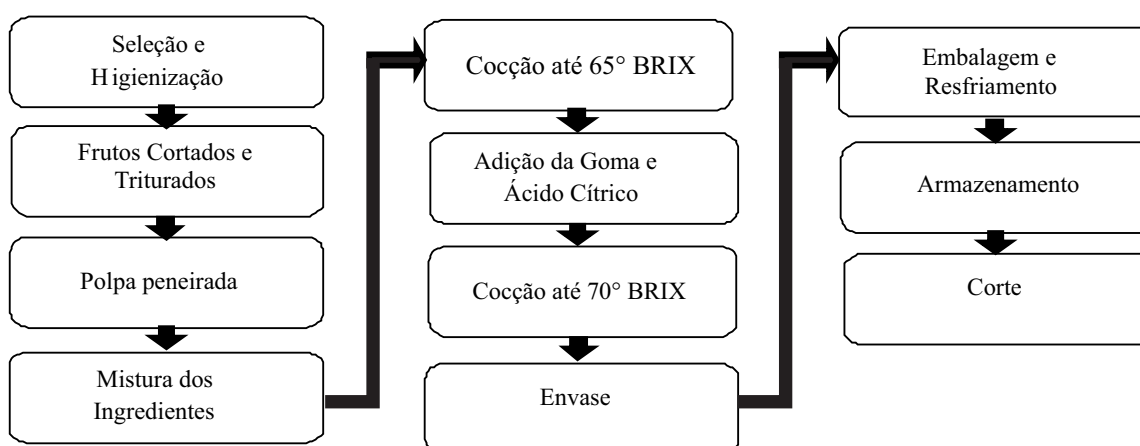 Seleção e
Higienização
Frutos Cortados e
Triturados
Polpa peneirada
Mistura dos
Ingredientes
Cocção até 65° BRIX
Adição da Goma e
Ácido Cítrico
Cocção até 70° BRIX
Envase
Embalagem e
Resfriamento
Armazenamento
Corte